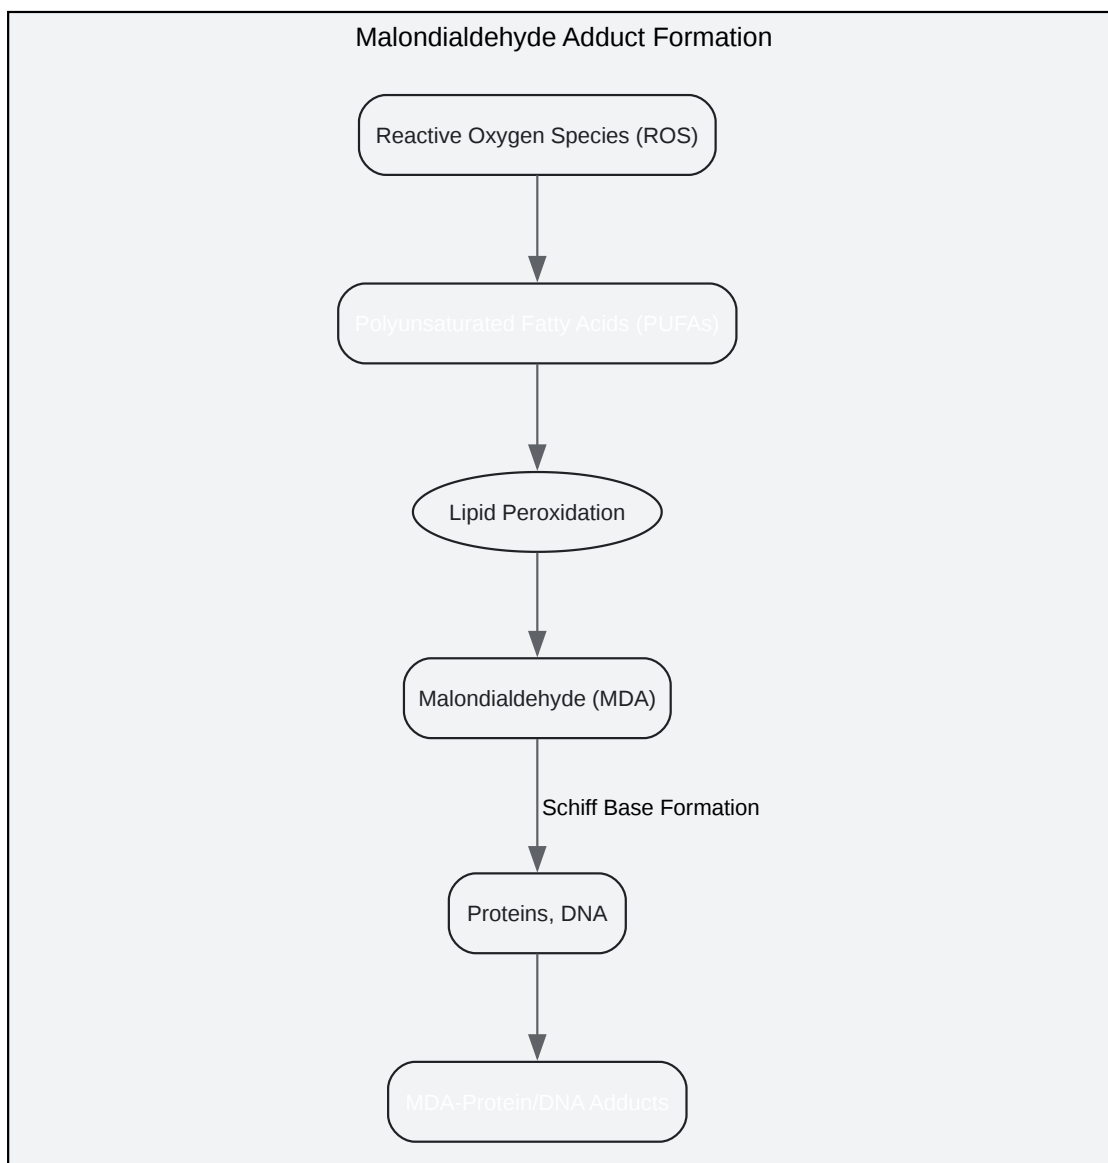 Malondialdehyde Adduct Formation
Reactive Oxygen Species (ROS)
Polyunsaturated Fatty Acids (PUFAs)
Lipid Peroxidation
Malondialdehyde (MDA)
Schiff Base Formation
Proteins, DNA
MDA-Protein/DNA Adducts